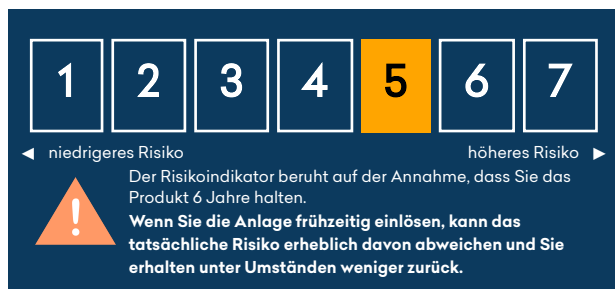 1 2 3 4 5 6 7
◄ niedrigeres Risiko höheres Risiko ►
Der Risikoindikator beruht auf der Annahme, dass Sie das
Produkt 6 Jahre halten.
!
Wenn Sie die Anlage frühzeitig einlösen, kann das
tatsächliche Risiko erheblich davon abweichen und Sie
erhalten unter Umständen weniger zurück.